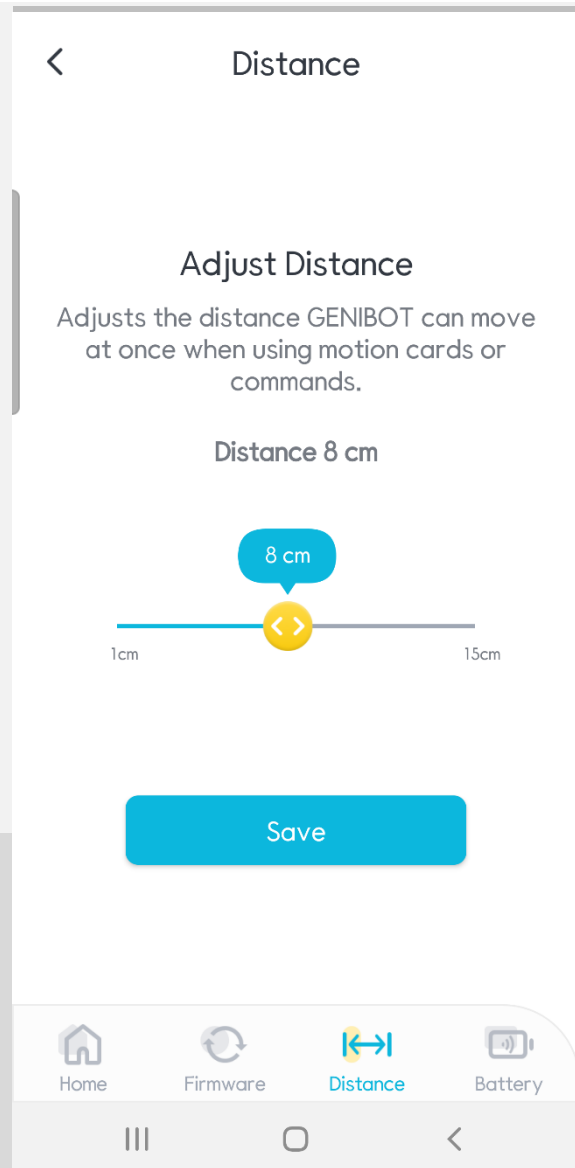 Distance
Adjust Distance
Adjusts the distance GENIBOT can move
at once when using motion cards or
commands.
Distance 8 cm
8 cm
1cm
15cm
Save
Home
Firmware
Distance
Battery